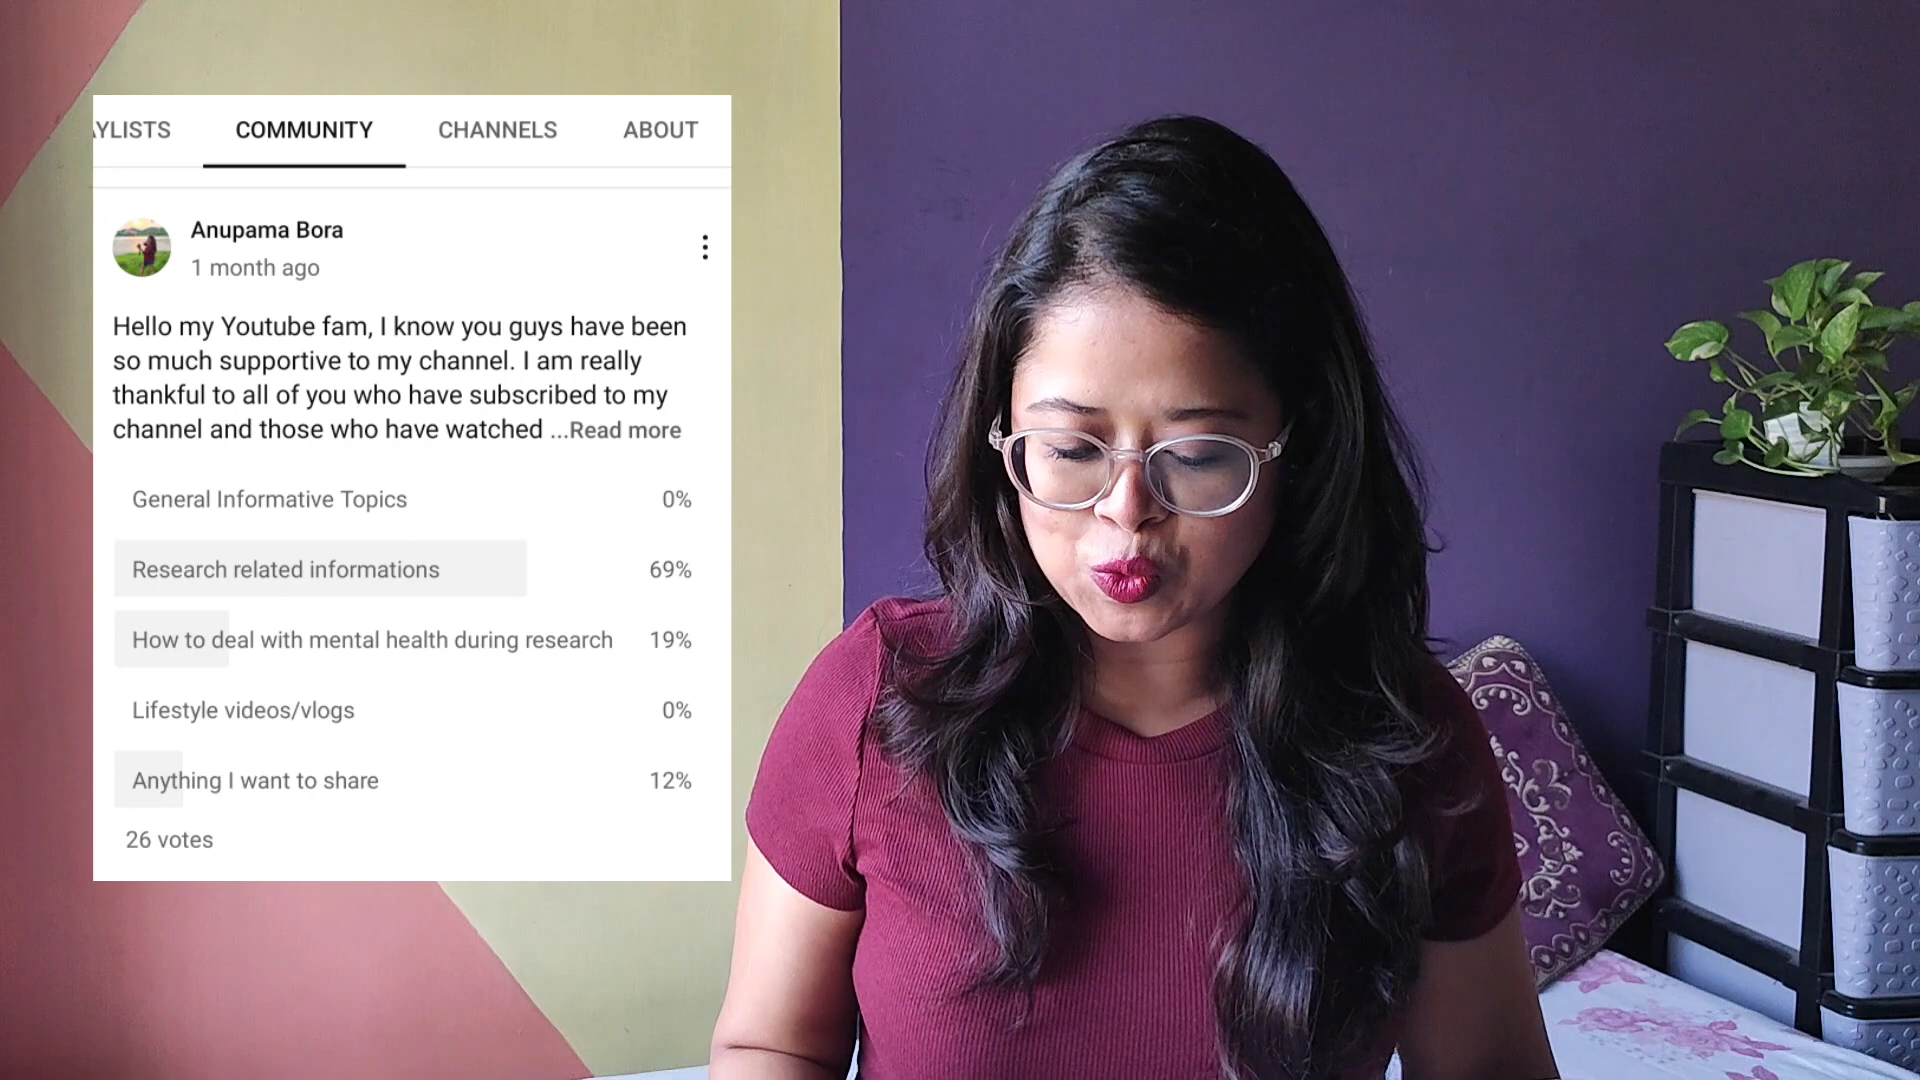 AYLISTS COMMUNITY CHANNELS ABOUT
Anupama Bora
1 month ago
Hello my Youtube fam, I know you guys have been
so much supportive to my channel. I am really
thankful to all of you who have subscribed to my
channel and those who have watched ...Read more
General Informative Topics 0%
Research related informations 69%
How to deal with mental health during research 19%
Lifestyle videos/vlogs 0%
Anything I want to share 12%
26 votes